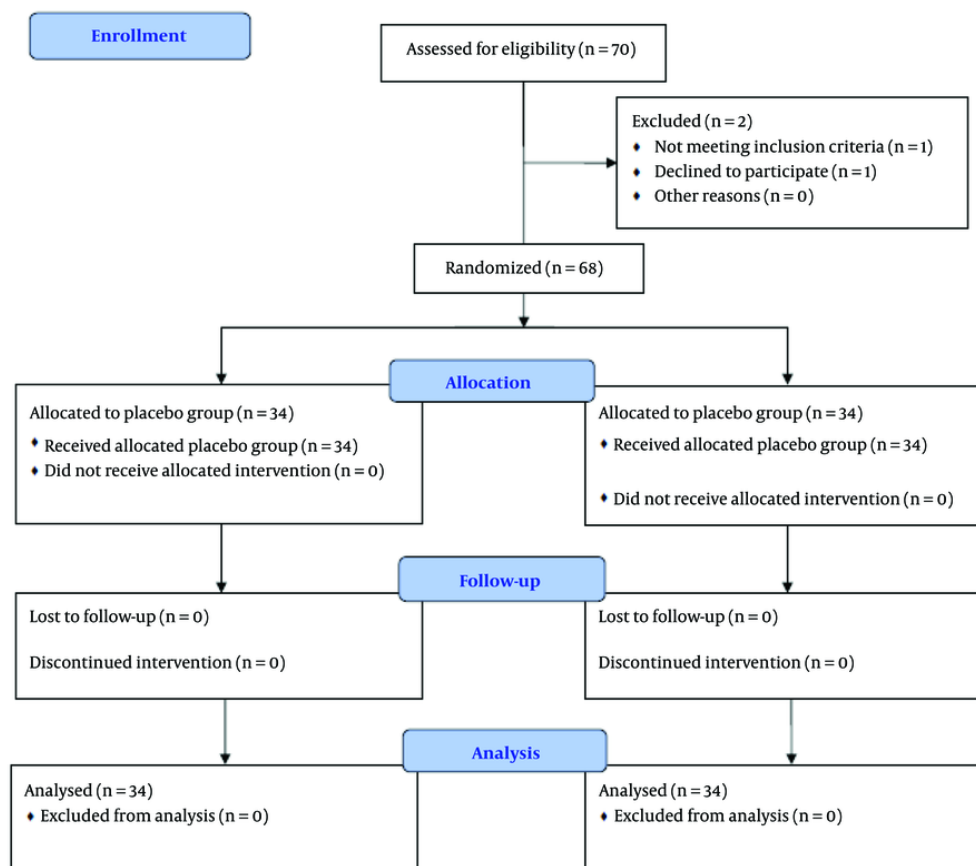 Enrollment
Assessed for eligibility (n = 70)
Excluded (n = 2)
♦ Not meeting inclusion criteria (n = 1)
♦ Declined to participate (n = 1)
♦ Other reasons (n = 0)
Randomized (n = 68)
Allocation
Allocated to placebo group (n = 34)
♦ Received allocated placebo group (n = 34)
♦ Did not receive allocated intervention (n = 0)
Allocated to placebo group (n = 34)
♦ Received allocated placebo group (n = 34)
♦ Did not receive allocated intervention (n = 0)
Follow-up
Lost to follow-up (n = 0)
Discontinued intervention (n = 0)
Lost to follow-up (n = 0)
Discontinued intervention (n = 0)
Analysis
Analysed (n = 34)
♦ Excluded from analysis (n = 0)
Analysed (n = 34)
♦ Excluded from analysis (n = 0)